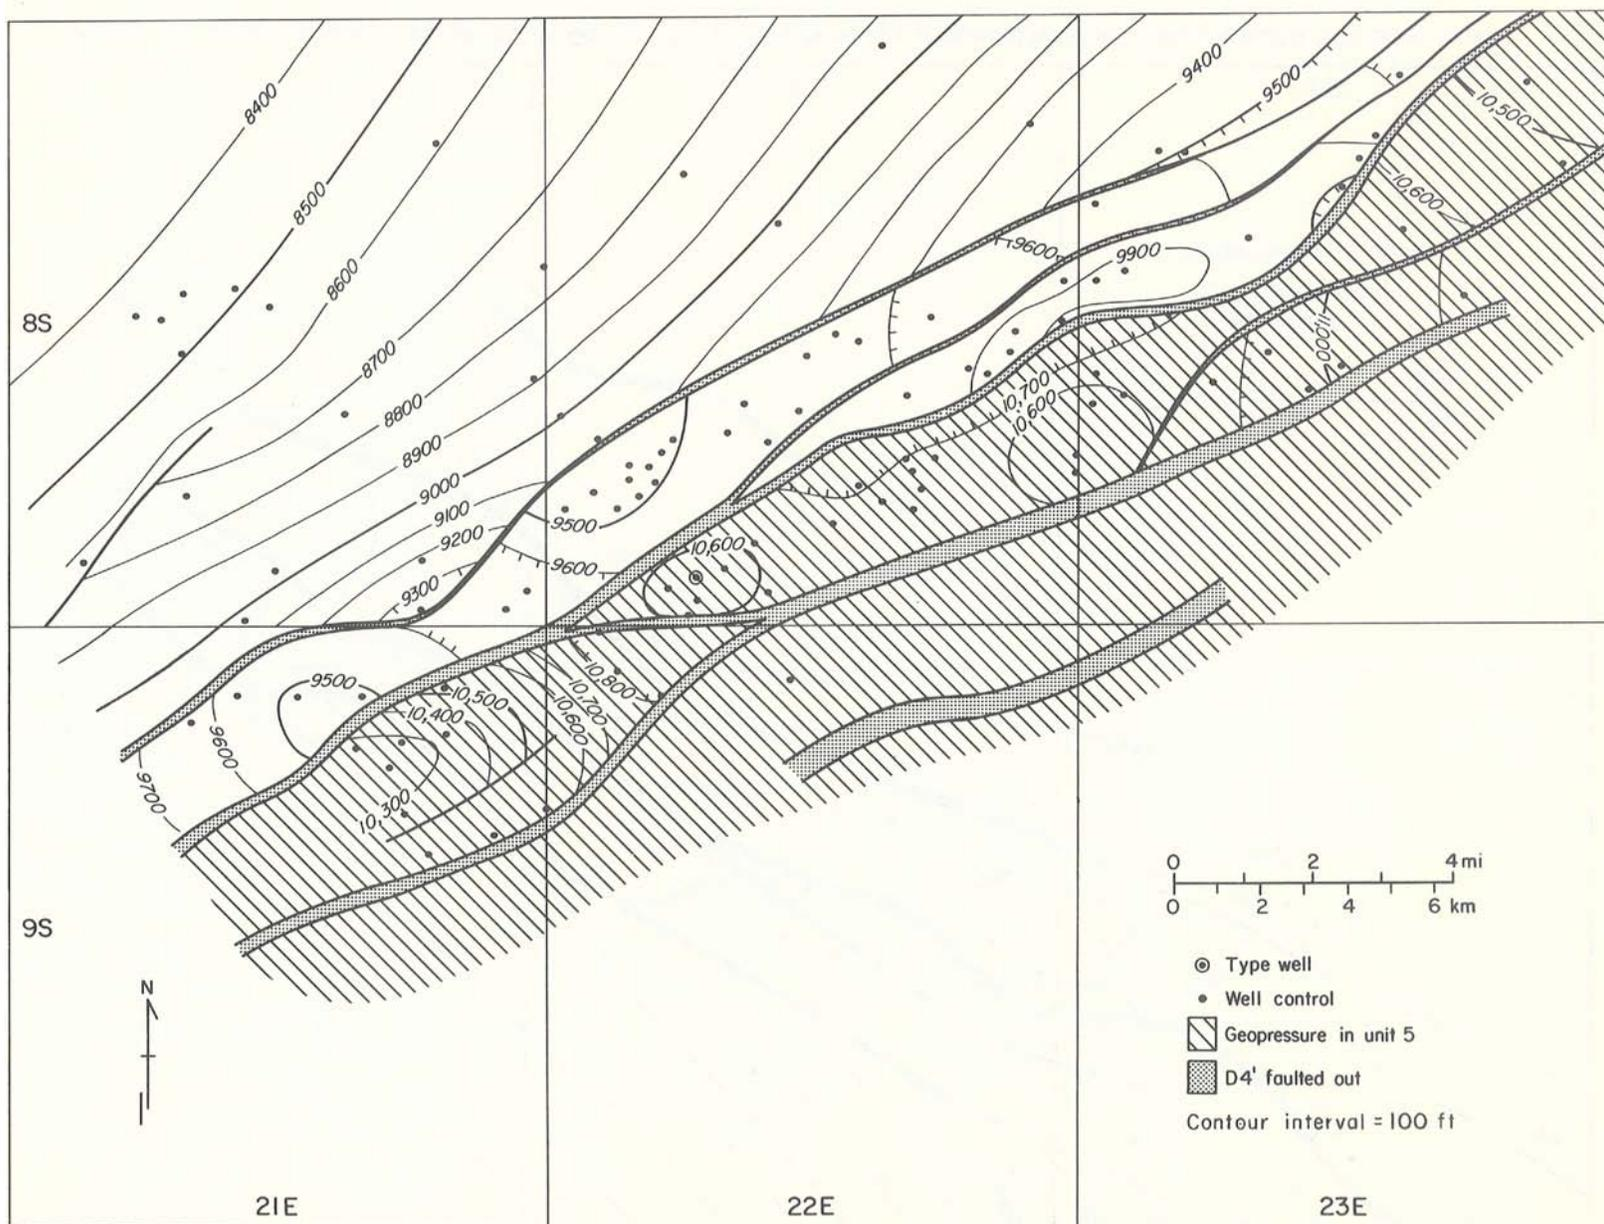 8400
8500
8600
8700
8800
8900
9000
9100
9200
9300
9400
9500
9600
9900
10,500
10,600
11,000
10,700
10,600
9500
9600
10,600
10,800
10,700
10,600
10,500
10,400
10,300
9500
9600
9700
8S
9S
21E
22E
23E
N
0 2 4 mi
0 2 4 6 km
Type well
Well control
Geopressure in unit 5
D4' faulted out
Contour interval = 100 ft